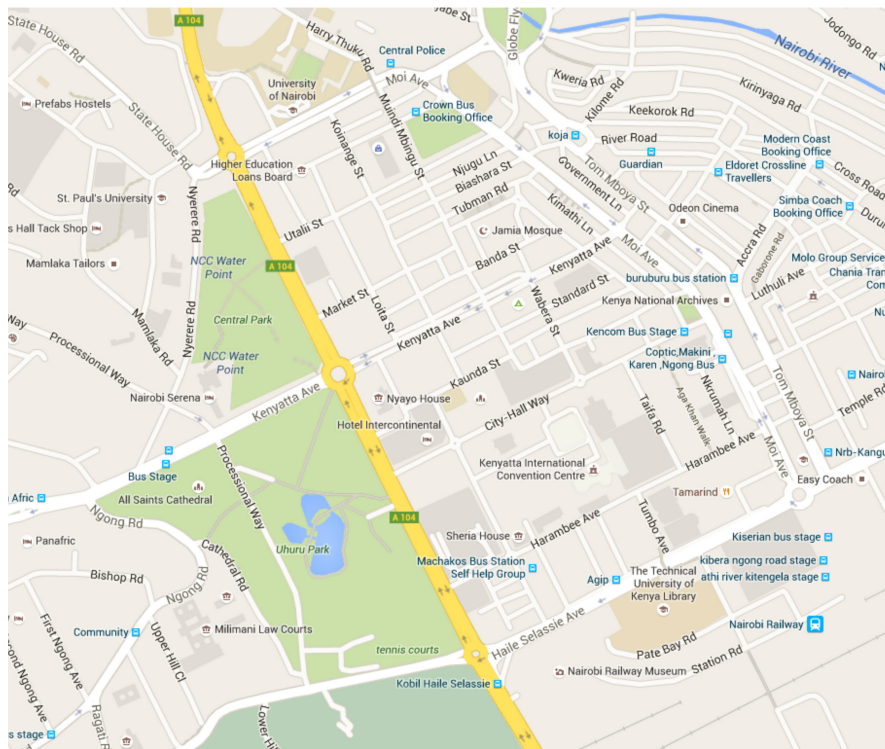 A 104
State House Rd
Harry Thuku Rd
Globe Fly
Jodongo Rd
Nairobi River
Central Police
Moi Ave
Kweria Rd
Kilome Rd
Kirinyaga Rd
University
of Nairobi
Prefabs Hostels
State House Rd
Koinange St
Muindi Mbingu St
Crown Bus
Booking Office
Keekorok Rd
koja
River Road
Guardian
Modern Coast
Booking Office
Eldoret Crossline
Travellers
Cross Road
Higher Education
Loans Board
Njugu Ln
Biashara St
Tubman Rd
Government Ln
Tom Mboya St
St. Paul's University
Nyerere Rd
Utalii St
Kimathi Ln
Odeon Cinema
Simba Coach
Booking Office
s Hall Tack Shop
Jamia Mosque
Moi Ave
Accra Rd
Gaborone Rd
Mamlaka Tailors
NCC Water
Point
A 104
Banda St
Kenyatta Ave
buruburu bus station
Luthuli Ave
Molo Group Service
Chania Tran
Com
Mamlaka Rd
Nyerere Rd
Central Park
Market St
Loita St
Wabera St
Standard St
Kenya National Archives
Way
Processional Way
NCC Water
Point
Kenyatta Ave
Kencom Bus Stage
Coptic,Makini ,
Karen ,Ngong Bus
Kaunda St
Nairobi Serena
Kenyatta Ave
Nyayo House
City-Hall Way
Taifa Rd
Aga Khan Walk
Nkrumah Ln
Tom Mboya St
Nairobi
Temple Rd
Hotel Intercontinental
Harambee Ave
Moi Ave
Bus Stage
Processional Way
Kenyatta International
Convention Centre
Nrb-Kangu
Easy Coach
Afric
All Saints Cathedral
Tamarind
Ngong Rd
A 104
Harambee Ave
Tumbo Ave
Panafric
Cathedral Rd
Uhuru Park
Sheria House
Kiserian bus stage
Machakos Bus Station
Self Help Group
kibera ngong road stage
athi river kitengela stage
Bishop Rd
Ngong Rd
Agip
The Technical
University of
Kenya Library
First Ngong Ave
Community
Upper Hill Cl
Milimani Law Courts
Haile Selassie Ave
Nairobi Railway
tennis courts
Pate Bay Rd
Station Rd
Second Ngong Ave
Nairobi Railway Museum
Kobil Haile Selassie
Ragati
s stage
Lower